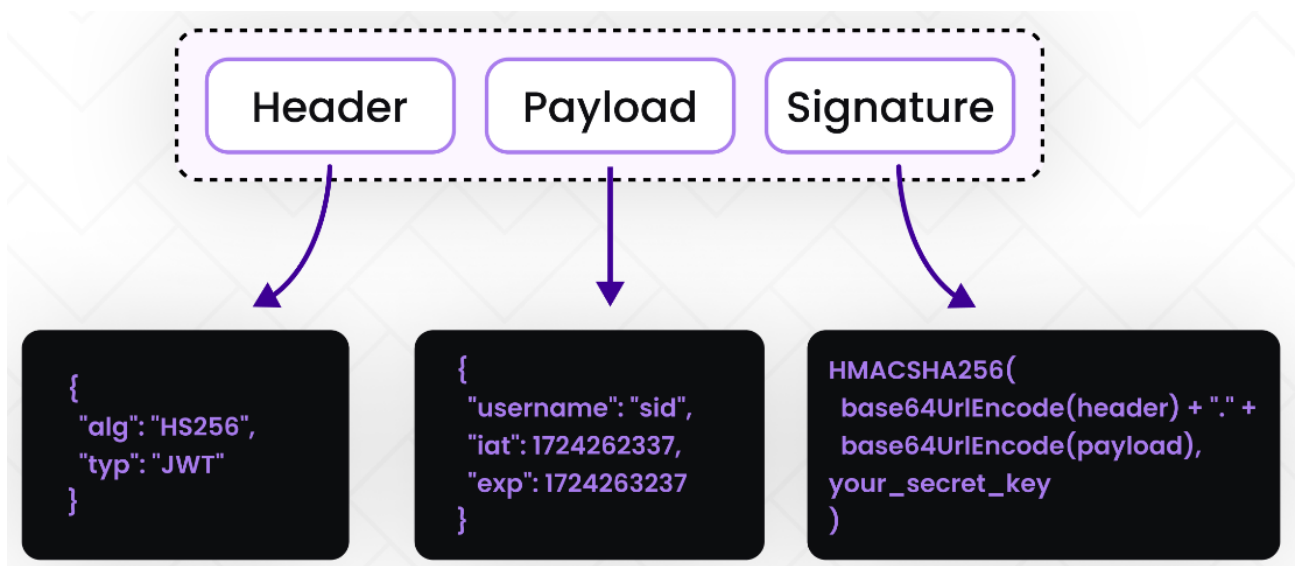 Header
Payload
Signature
{
"alg": "HS256",
"typ": "JWT"
}
{
"username": "sid",
"iat": 1724262337,
"exp": 1724263237
}
HMACSHA256(
base64UrlEncode(header) + "." +
base64UrlEncode(payload),
your_secret_key
)